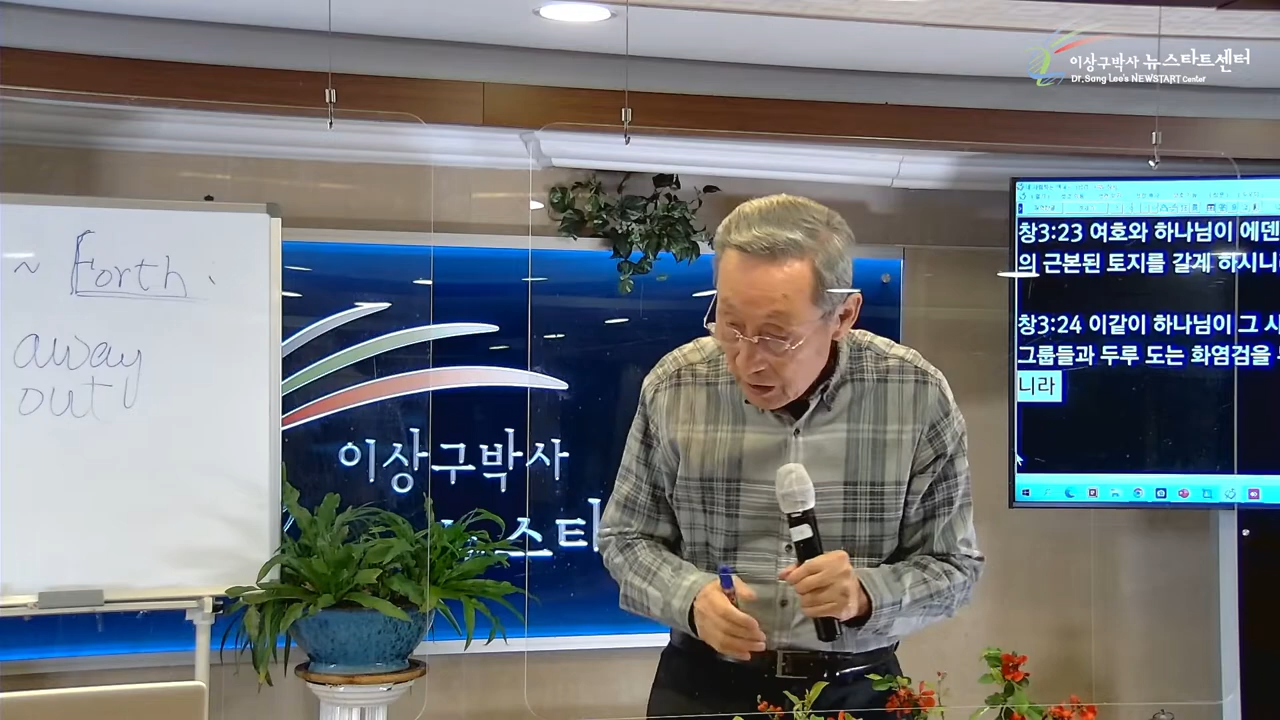 이상구박사 뉴스타트센터
Dr. Sang Lee's NEWSTART Center
~ Forth .
away
out
이상구박사
뉴스타
창3:23 여호와 하나님이 에덴
의 근본된 토지를 갈게 하시니
창3:24 이같이 하나님이 그 사
그룹들과 두루 도는 화염검을
니라